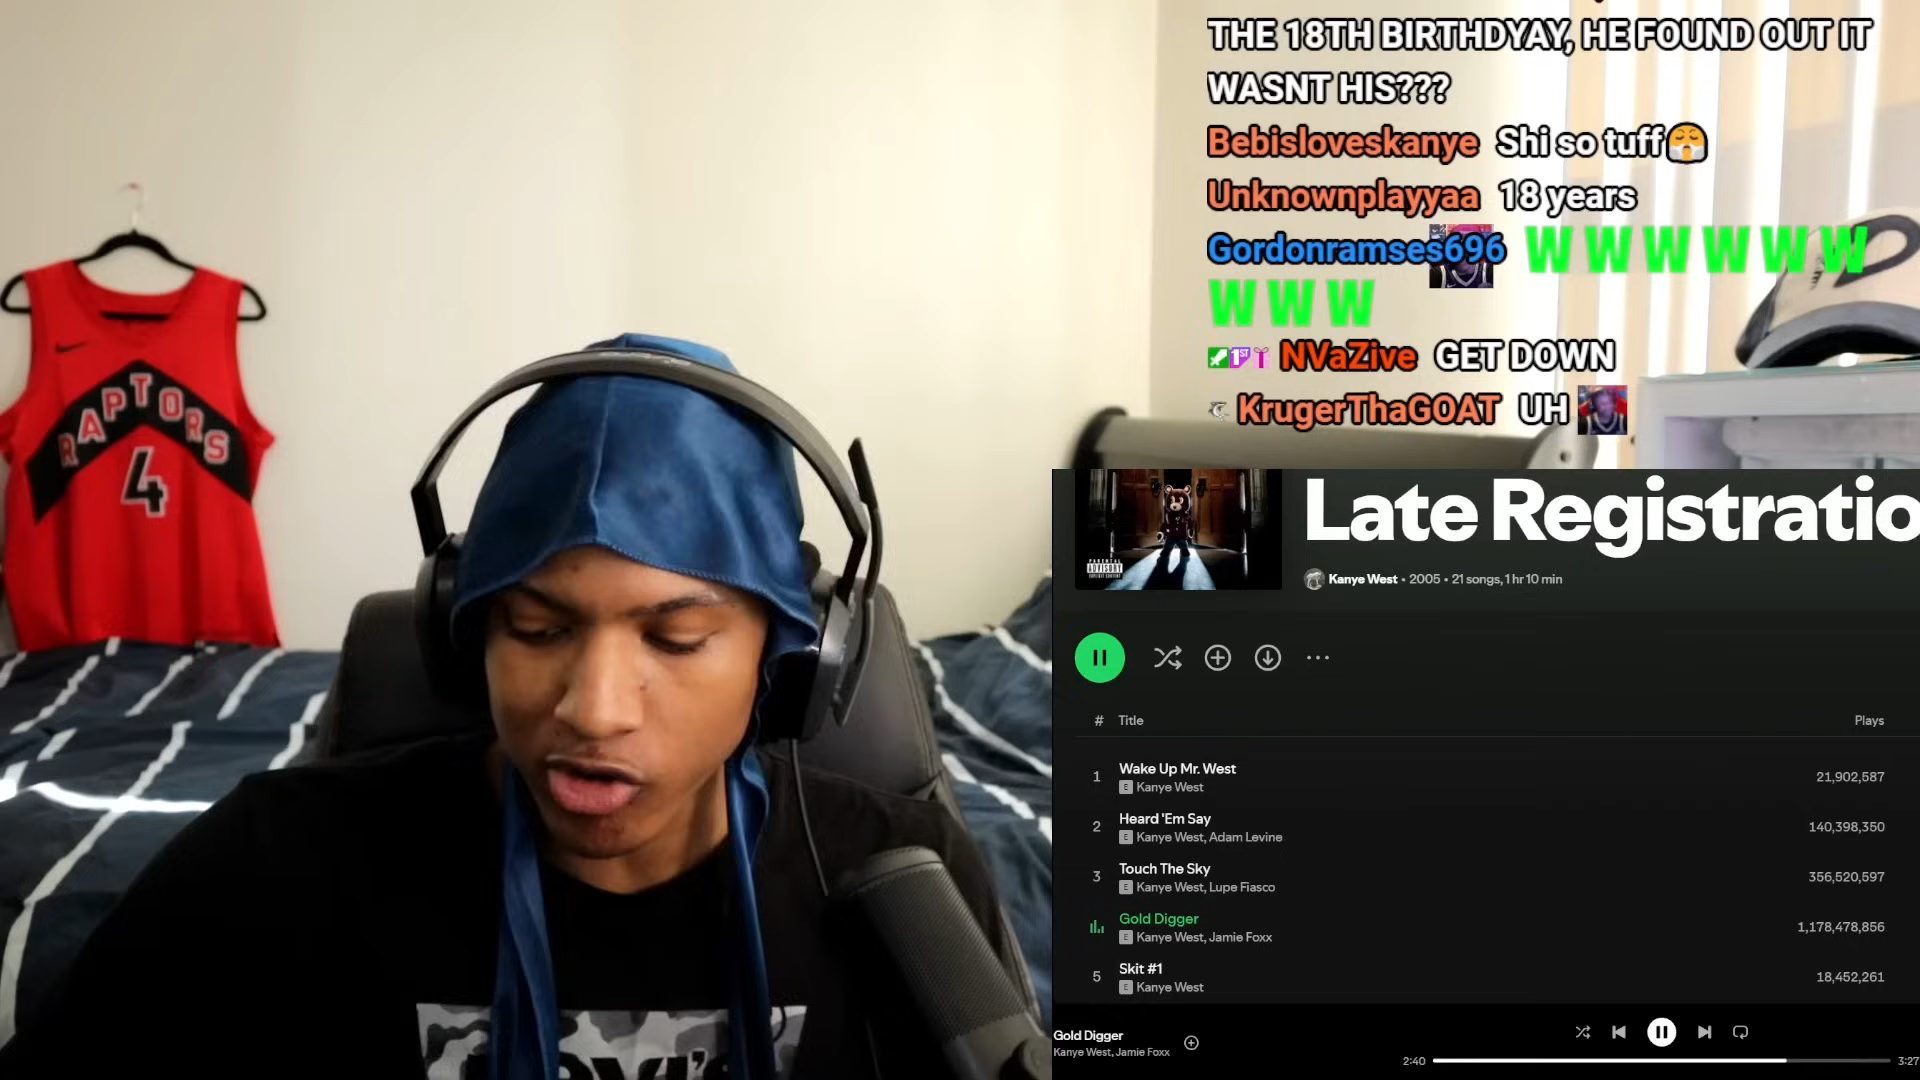 THE 18TH BIRTHDYAY, HE FOUND OUT IT
WASNT HIS???
Bebisloveskanye Shi so tuff😤
Unknownplayyaa 18 years
Gordonramses696 W W W W W W
W W W
1ST NVaZive GET DOWN
KrugerThaGOAT UH
RAPTORS
4
PARENTAL
ADVISORY
EXPLICIT CONTENT
Late Registratio
Kanye West • 2005 • 21 songs, 1 hr 10 min
# Title Plays
1 Wake Up Mr. West 21,902,587
E Kanye West
2 Heard 'Em Say 140,398,350
E Kanye West, Adam Levine
3 Touch The Sky 356,520,597
E Kanye West, Lupe Fiasco
Gold Digger 1,178,478,856
E Kanye West, Jamie Foxx
5 Skit #1 18,452,261
E Kanye West
Gold Digger
Kanye West, Jamie Foxx
2:40 3:27